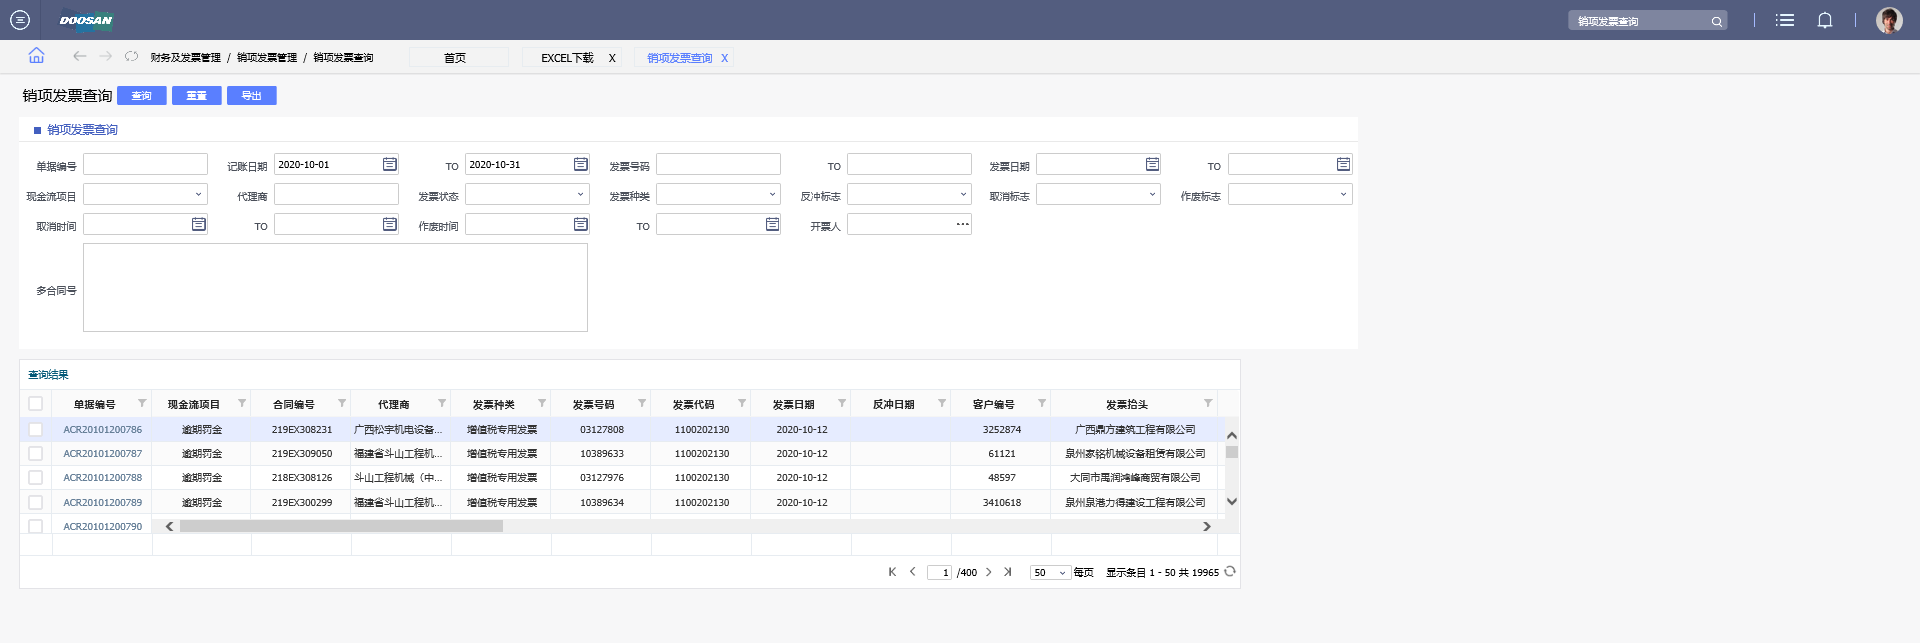 DOOSAN
销项发票查询
财务及发票管理 / 销项发票管理 / 销项发票查询
首页
EXCEL下载 X
销项发票查询 X
销项发票查询 查询 重置 导出
销项发票查询
单据编号 记账日期 2020-10-01 TO 2020-10-31 发票号码 TO 发票日期 TO
现金流项目 代理商 发票状态 发票种类 反冲标志 取消标志 作废标志
取消时间 TO 作废时间 TO 开票人 ...
多合同号
查询结果
单据编号 现金流项目 合同编号 代理商 发票种类 发票号码 发票代码 发票日期 反冲日期 客户编号 发票抬头
ACR20101200786 逾期罚金 219EX308231 广西松宇机电设备... 增值税专用发票 03127808 1100202130 2020-10-12 3252874 广西鼎方建筑工程有限公司
ACR20101200787 逾期罚金 219EX309050 福建省斗山工程机... 增值税专用发票 10389633 1100202130 2020-10-12 61121 泉州家铭机械设备租赁有限公司
ACR20101200788 逾期罚金 218EX308126 斗山工程机械（中... 增值税专用发票 03127976 1100202130 2020-10-12 48597 大同市禹润鸿峰商贸有限公司
ACR20101200789 逾期罚金 219EX300299 福建省斗山工程机... 增值税专用发票 10389634 1100202130 2020-10-12 3410618 泉州泉港力得建设工程有限公司
ACR20101200790
1 /400 50 每页 显示条目 1 - 50 共 19965